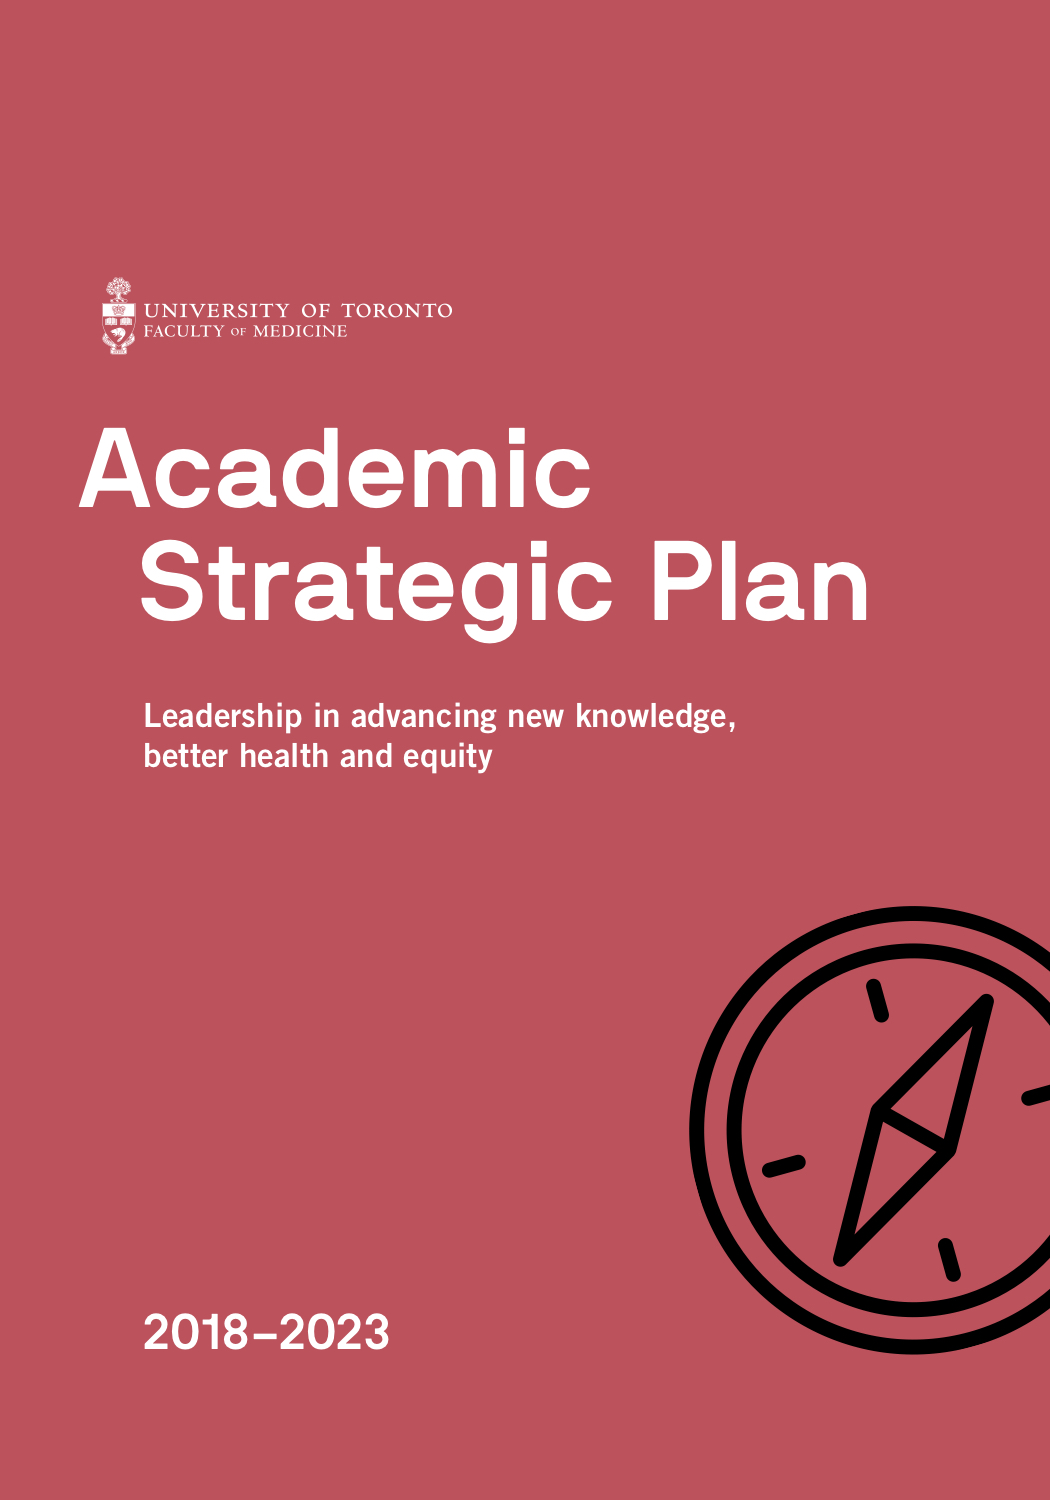 UNIVERSITY OF TORONTO
FACULTY OF MEDICINE
Academic
Strategic Plan
Leadership in advancing new knowledge,
better health and equity
2018–2023